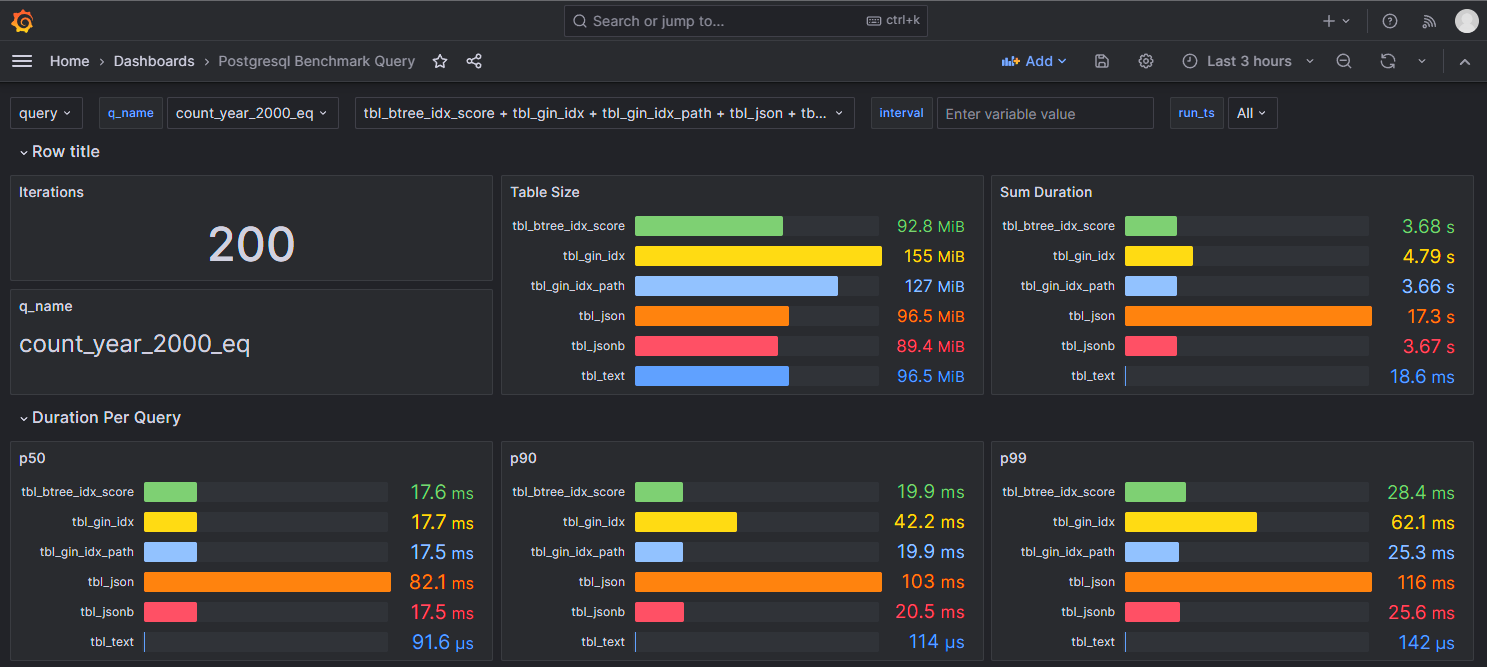 Search or jump to... ctrl+k
Home › Dashboards › Postgresql Benchmark Query Add Last 3 hours
query q_name count_year_2000_eq tbl_btree_idx_score + tbl_gin_idx + tbl_gin_idx_path + tbl_json + tb... interval Enter variable value run_ts All
Row title
Iterations
200
q_name
count_year_2000_eq
Table Size
tbl_btree_idx_score 92.8 MiB
tbl_gin_idx 155 MiB
tbl_gin_idx_path 127 MiB
tbl_json 96.5 MiB
tbl_jsonb 89.4 MiB
tbl_text 96.5 MiB
Sum Duration
tbl_btree_idx_score 3.68 s
tbl_gin_idx 4.79 s
tbl_gin_idx_path 3.66 s
tbl_json 17.3 s
tbl_jsonb 3.67 s
tbl_text 18.6 ms
Duration Per Query
p50
tbl_btree_idx_score 17.6 ms
tbl_gin_idx 17.7 ms
tbl_gin_idx_path 17.5 ms
tbl_json 82.1 ms
tbl_jsonb 17.5 ms
tbl_text 91.6 µs
p90
tbl_btree_idx_score 19.9 ms
tbl_gin_idx 42.2 ms
tbl_gin_idx_path 19.9 ms
tbl_json 103 ms
tbl_jsonb 20.5 ms
tbl_text 114 µs
p99
tbl_btree_idx_score 28.4 ms
tbl_gin_idx 62.1 ms
tbl_gin_idx_path 25.3 ms
tbl_json 116 ms
tbl_jsonb 25.6 ms
tbl_text 142 µs